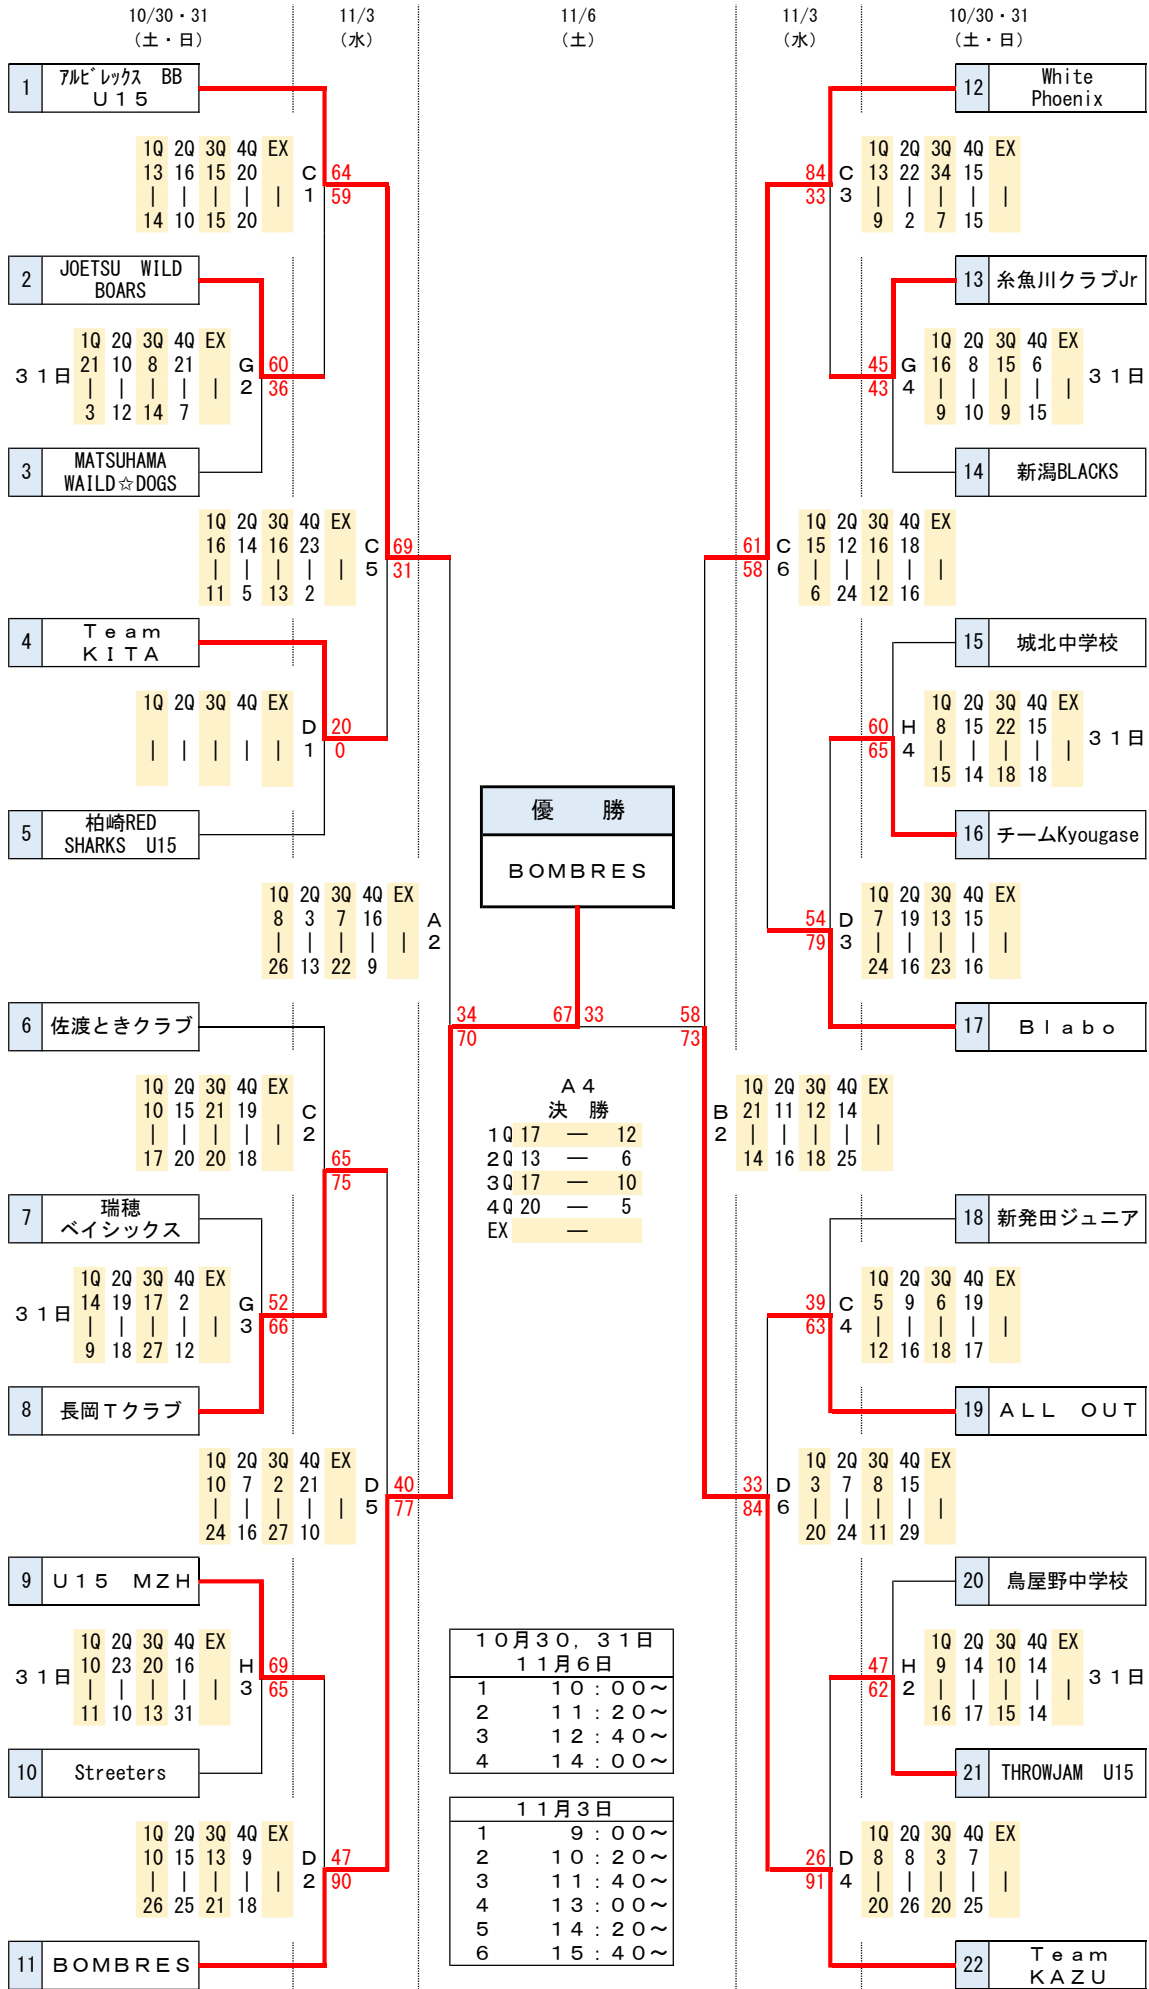 10/30・31
(土・日)
11/3
(水)
11/6
(土)
11/3
(水)
10/30・31
(土・日)
1 ｱﾙﾋﾞﾚｯｸｽ BB
U15
1Q 2Q 3Q 4Q EX
13 16 15 20
| | | | |
14 10 15 20
C
1
64
59
2 JOETSU WILD
BOARS
31日
1Q 2Q 3Q 4Q EX
21 10 8 21
| | | | |
3 12 14 7
G
2
60
36
3 MATSUHAMA
WAILD☆DOGS
1Q 2Q 3Q 4Q EX
16 14 16 23
| | | | |
11 5 13 2
C
5
69
31
4 Team
KITA
1Q 2Q 3Q 4Q EX
| | | | |
D
1
20
0
5 柏崎RED
SHARKS U15
1Q 2Q 3Q 4Q EX
8 3 7 16
| | | | |
26 13 22 9
A
2
34
70
6 佐渡ときクラブ
1Q 2Q 3Q 4Q EX
10 15 21 19
| | | | |
17 20 20 18
C
2
65
75
7 瑞穂
ベイシックス
31日
1Q 2Q 3Q 4Q EX
14 19 17 2
| | | | |
9 18 27 12
G
3
52
66
8 長岡Tクラブ
1Q 2Q 3Q 4Q EX
10 7 2 21
| | | | |
24 16 27 10
D
5
40
77
9 U15 MZH
31日
1Q 2Q 3Q 4Q EX
10 23 20 16
| | | | |
11 10 13 31
H
3
69
65
10 Streeters
1Q 2Q 3Q 4Q EX
10 15 13 9
| | | | |
26 25 21 18
D
2
47
90
11 BOMBRES
優 勝
BOMBRES
67 33
A4
決 勝
1Q 17 ― 12
2Q 13 ― 6
3Q 17 ― 10
4Q 20 ― 5
EX ―
10月30, 31日
11月6日
1 10:00～
2 11:20～
3 12:40～
4 14:00～
11月3日
1 9:00～
2 10:20～
3 11:40～
4 13:00～
5 14:20～
6 15:40～
12 White
Phoenix
84
33
C
3
1Q 2Q 3Q 4Q EX
13 22 34 15
| | | | |
9 2 7 15
13 糸魚川クラブJr
45
43
G
4
1Q 2Q 3Q 4Q EX
16 8 15 6
| | | | |
9 10 9 15
31日
14 新潟BLACKS
61
58
C
6
1Q 2Q 3Q 4Q EX
15 12 16 18
| | | | |
6 24 12 16
15 城北中学校
60
65
H
4
1Q 2Q 3Q 4Q EX
8 15 22 15
| | | | |
15 14 18 18
31日
16 チームKyougase
54
79
D
3
1Q 2Q 3Q 4Q EX
7 19 13 15
| | | | |
24 16 23 16
17 Blabo
58
73
B
2
1Q 2Q 3Q 4Q EX
21 11 12 14
| | | | |
14 16 18 25
18 新発田ジュニア
39
63
C
4
1Q 2Q 3Q 4Q EX
5 9 6 19
| | | | |
12 16 18 17
19 ALL OUT
33
84
D
6
1Q 2Q 3Q 4Q EX
3 7 8 15
| | | | |
20 24 11 29
20 鳥屋野中学校
47
62
H
2
1Q 2Q 3Q 4Q EX
9 14 10 14
| | | | |
16 17 15 14
31日
21 THROWJAM U15
26
91
D
4
1Q 2Q 3Q 4Q EX
8 8 3 7
| | | | |
20 26 20 25
22 Team
KAZU